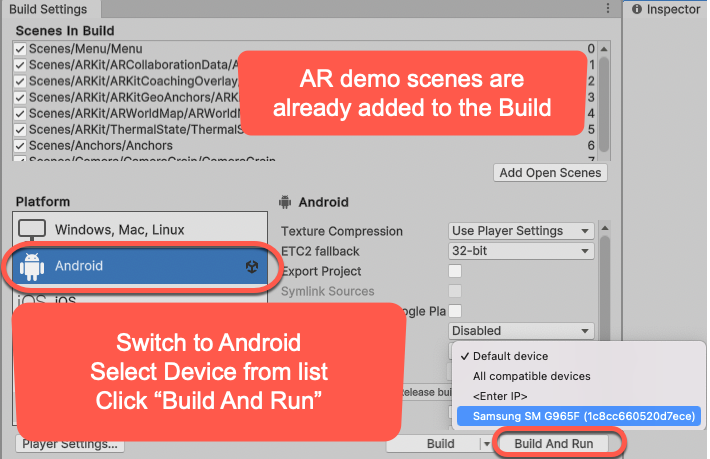 Build Settings
Inspector
Scenes In Build
Scenes/Menu/Menu 0
Scenes/ARKit/ARCollaborationData/A 1
Scenes/ARKit/ARKitCoachingOverlay/ 2
Scenes/ARKit/ARKitGeoAnchors/ARKi 3
Scenes/ARKit/ARWorldMap/ARWorldM 4
Scenes/ARKit/ThermalState/ThermalS 5
Scenes/Anchors/Anchors 6
Scenes/Camera/CameraGrain/CameraGrain 7
AR demo scenes are
already added to the Build
Add Open Scenes
Platform
Windows, Mac, Linux
Android
iOS iOS
Switch to Android
Select Device from list
Click “Build And Run”
Player Settings...
Android
Texture Compression Use Player Settings
ETC2 fallback 32-bit
Export Project
Symlink Sources
ogle Pla
Disabled
Default device
All compatible devices
<Enter IP>
Samsung SM G965F (1c8cc660520d7ece)
elease bui
Build
Build And Run